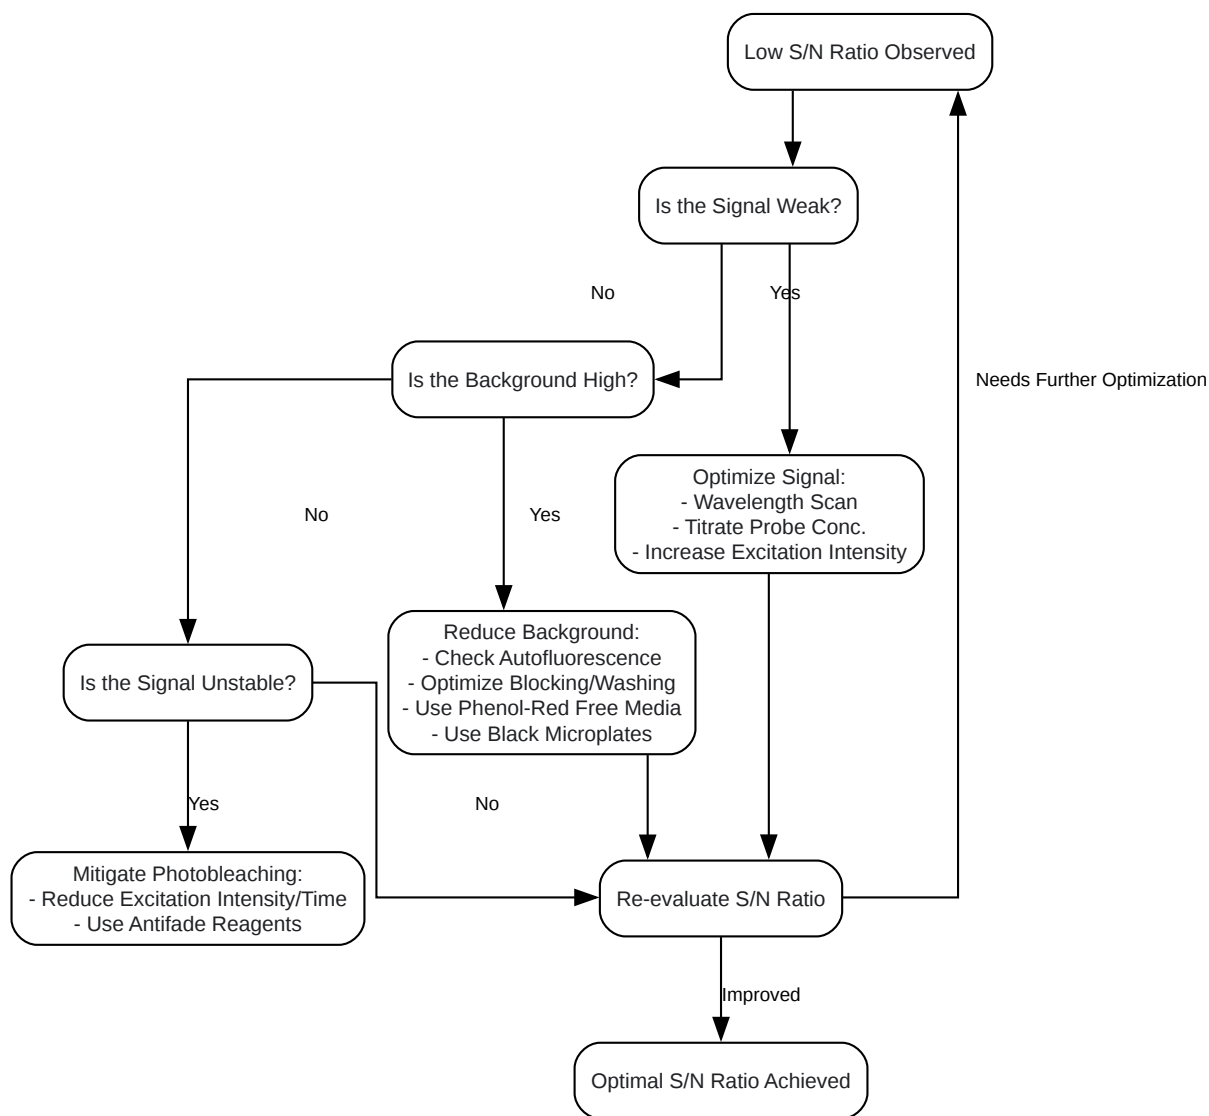 Low S/N Ratio Observed
Is the Signal Weak?
No
Yes
Is the Background High?
Needs Further Optimization
Optimize Signal:
- Wavelength Scan
- Titrate Probe Conc.
- Increase Excitation Intensity
No
Yes
Reduce Background:
- Check Autofluorescence
- Optimize Blocking/Washing
- Use Phenol-Red Free Media
- Use Black Microplates
Is the Signal Unstable?
Yes
No
Mitigate Photobleaching:
- Reduce Excitation Intensity/Time
- Use Antifade Reagents
Re-evaluate S/N Ratio
Improved
Optimal S/N Ratio Achieved